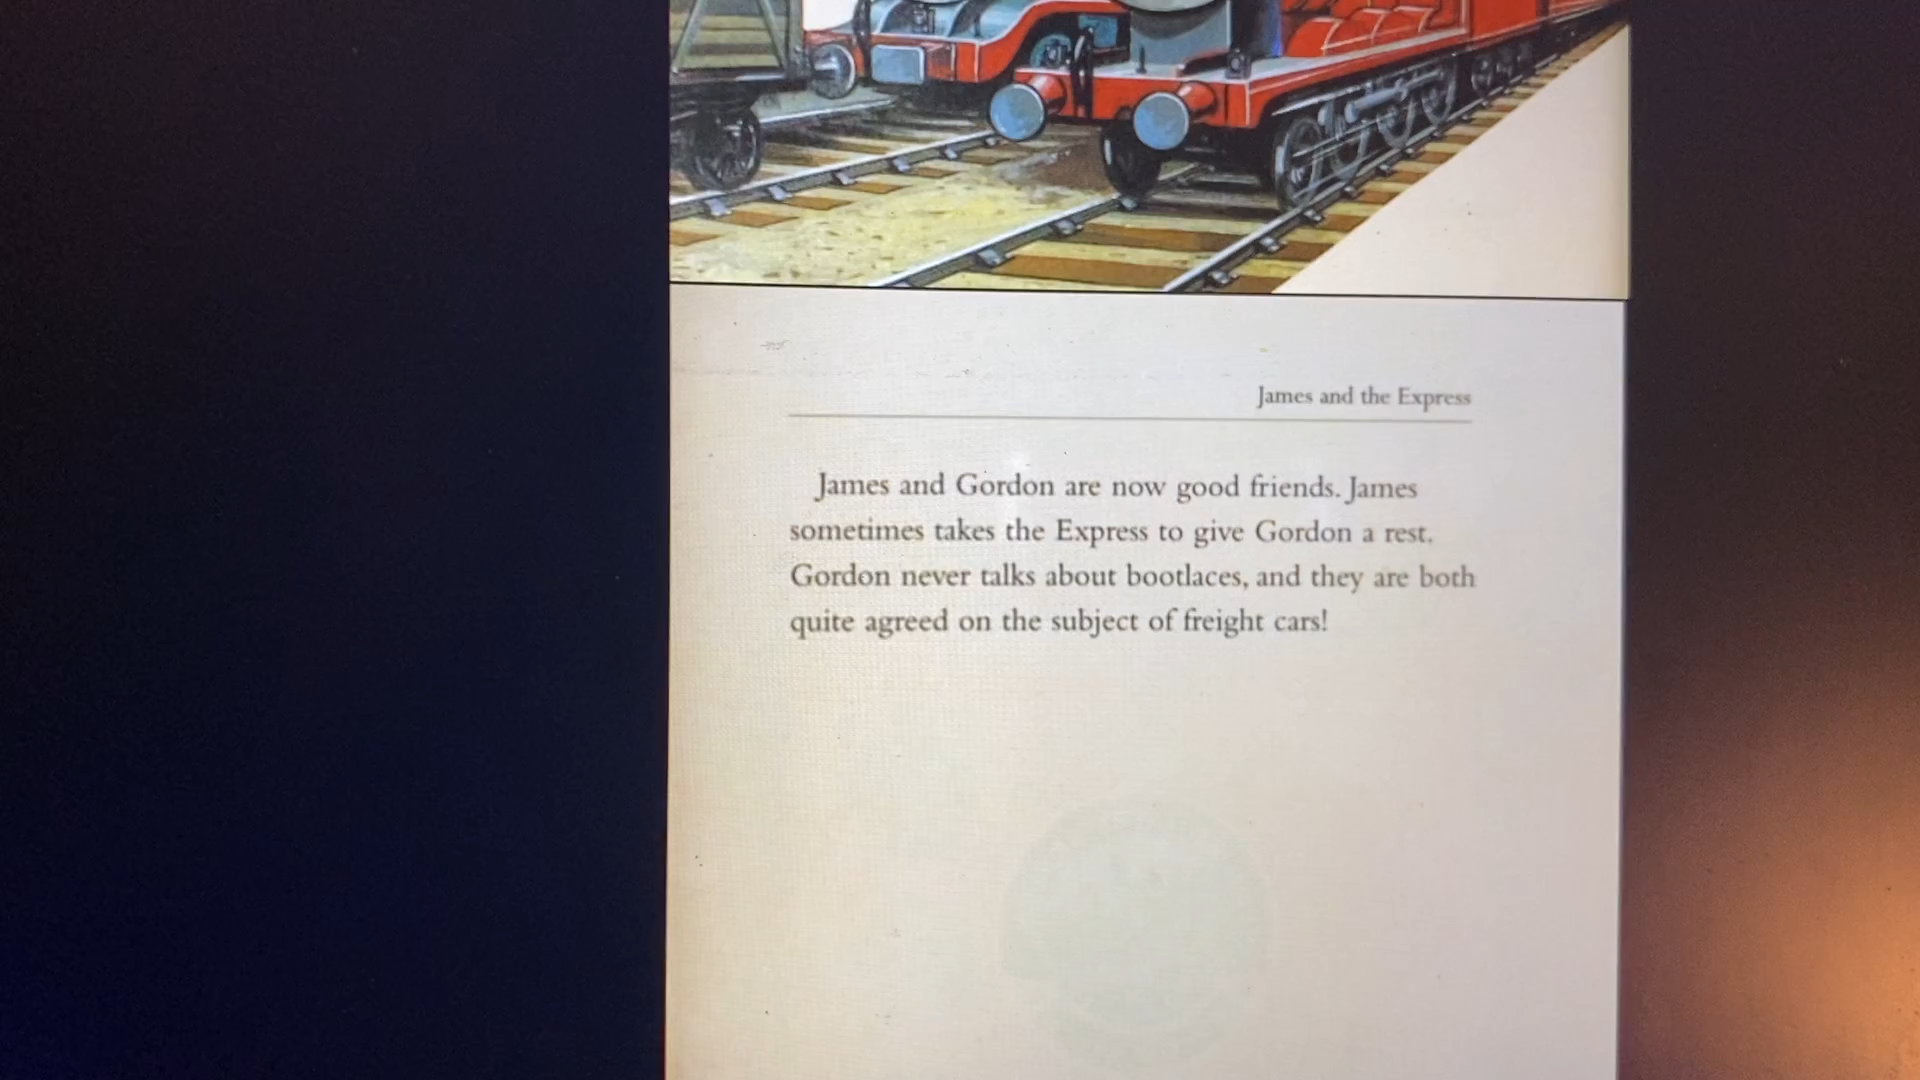 James and the Express
James and Gordon are now good friends. James
sometimes takes the Express to give Gordon a rest.
Gordon never talks about bootlaces, and they are both
quite agreed on the subject of freight cars!